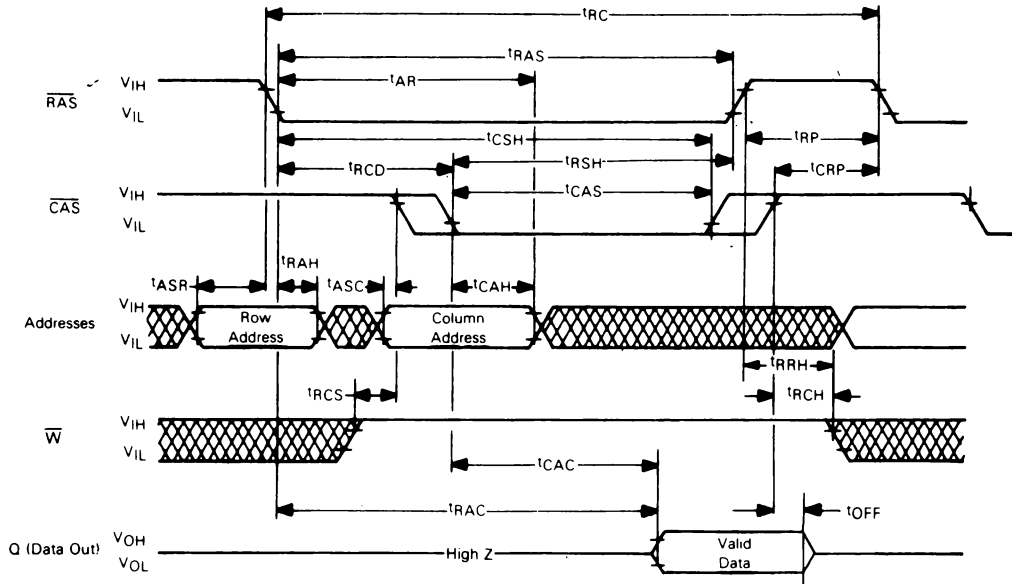 tRC
tRAS
tAR
RAS
VIH
VIL
tRP
tCSH
tRCD
tRSH
tCRP
tCAS
CAS
VIH
VIL
tASR
tRAH
tASC
tCAH
Addresses
VIH
VIL
Row
Address
Column
Address
tRRH
tRCS
tRCH
W
VIH
VIL
tCAC
tRAC
tOFF
Q (Data Out)
VOH
VOL
High Z
Valid
Data